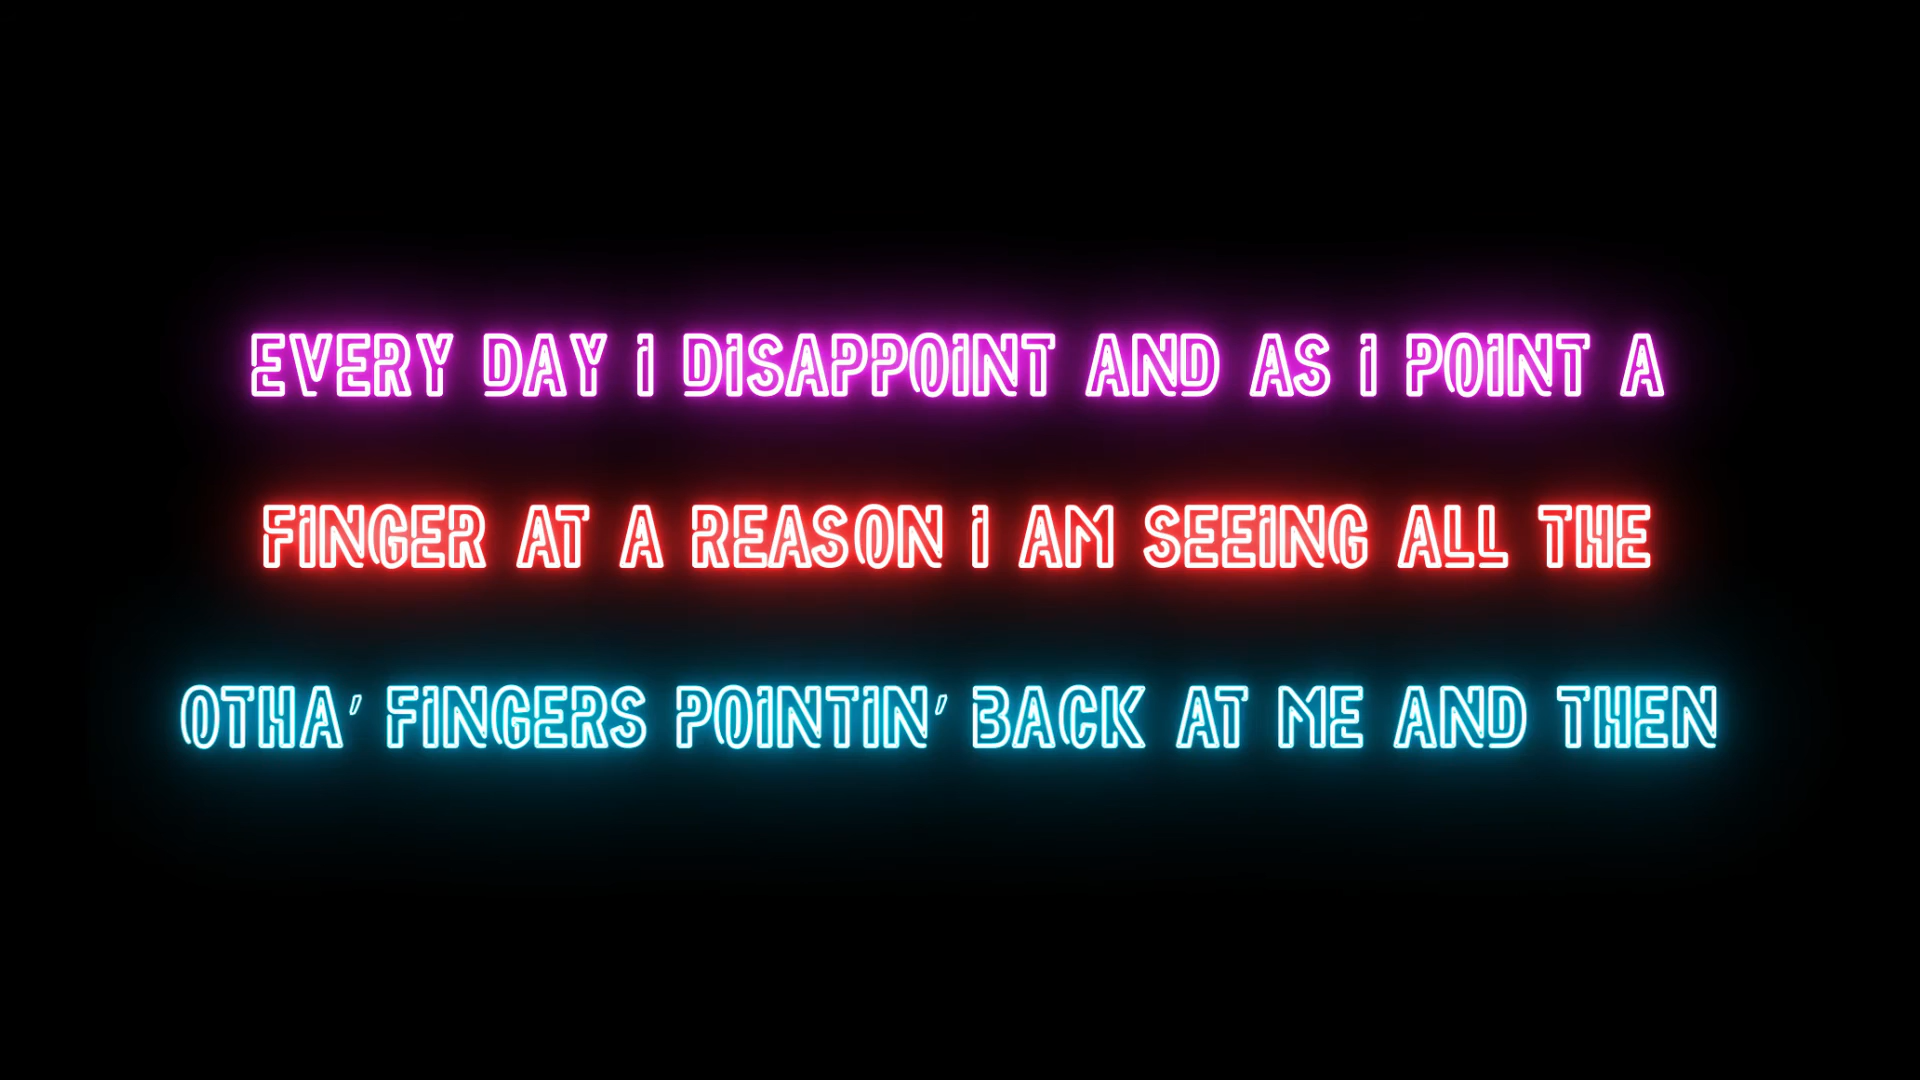 EVERY DAY I DISAPPOINT AND AS I POINT A
FINGER AT A REASON I AM SEEING ALL THE
OTHA' FINGERS POINTIN' BACK AT ME AND THEN